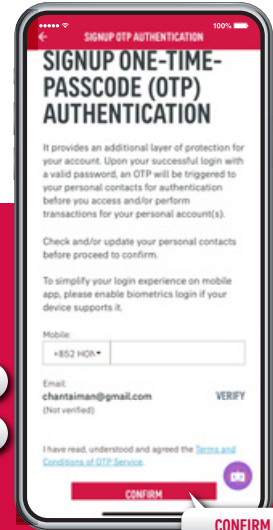 100%
SIGNUP OTP AUTHENTICATION
SIGNUP ONE-TIME-
PASSCODE (OTP)
AUTHENTICATION
It provides an additional layer of protection for
your account. Upon your successful login with
a valid password, an OTP will be triggered to
your personal contacts for authentication
before you access and/or perform
transactions for your personal account(s).
Check and/or update your personal contacts
before proceed to confirm.
To simplify your login experience on mobile
app, please enable biometrics login if your
device supports it.
Mobile:
+852 HON
Email:
chantaiman@gmail.com VERIFY
(Not verified)
I have read, understood and agreed the Terms and
Conditions of OTP Service.
CONFIRM
CONFIRM